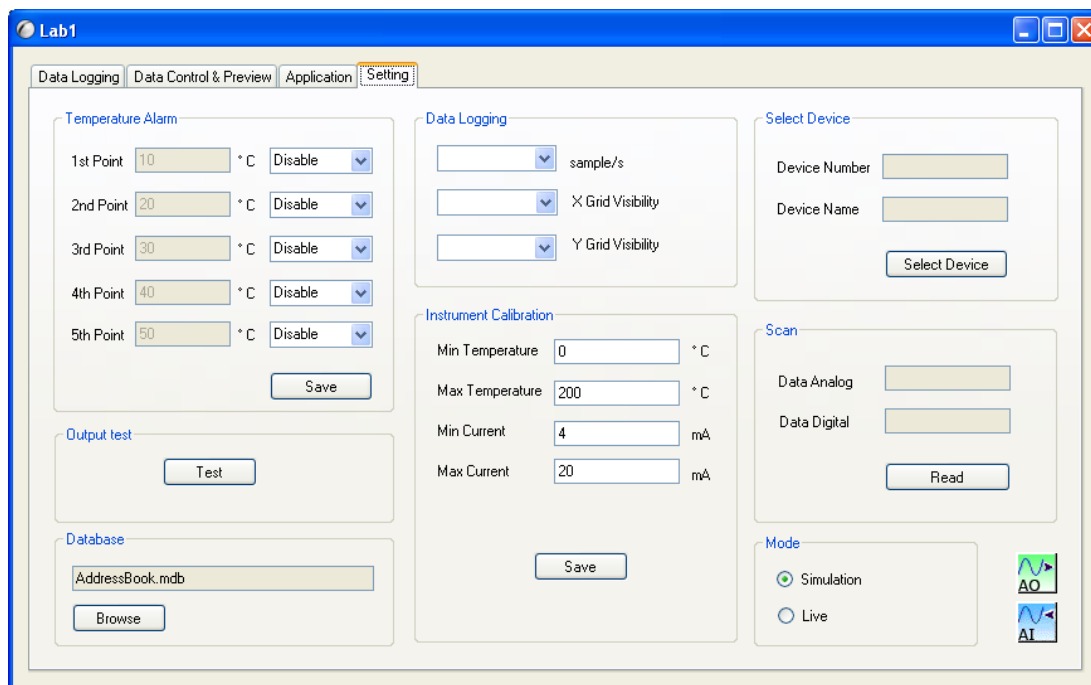 Lab1
Data Logging Data Control & Preview Application Setting
Temperature Alarm
1st Point 10 ° C Disable
2nd Point 20 ° C Disable
3rd Point 30 ° C Disable
4th Point 40 ° C Disable
5th Point 50 ° C Disable
Save
Output test
Test
Database
AddressBook.mdb
Browse
Data Logging
sample/s
X Grid Visibility
Y Grid Visibility
Instrument Calibration
Min Temperature 0 ° C
Max Temperature 200 ° C
Min Current 4 mA
Max Current 20 mA
Save
Select Device
Device Number
Device Name
Select Device
Scan
Data Analog
Data Digital
Read
Mode
Simulation
Live
AO
AI